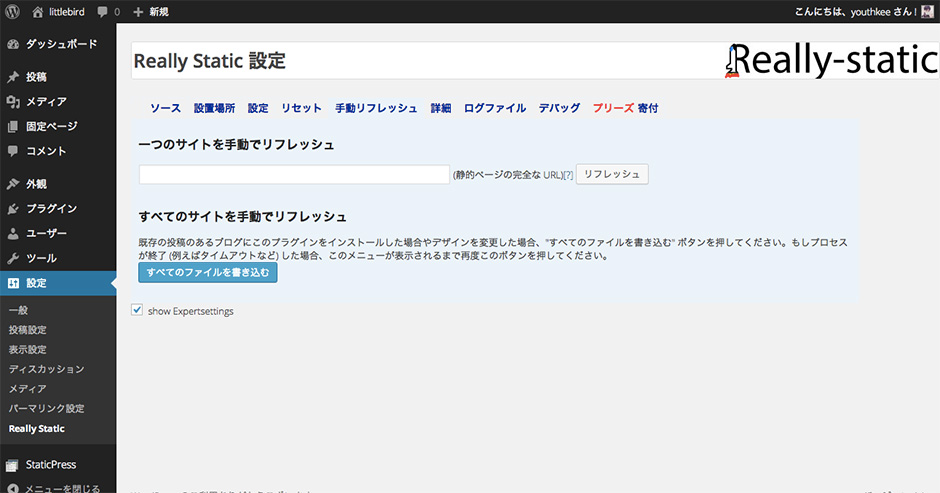 littlebird 0 + 新規
こんにちは、youthkee さん !
ダッシュボード
投稿
メディア
固定ページ
コメント
外観
プラグイン
ユーザー
ツール
設定
一般
投稿設定
表示設定
ディスカッション
メディア
パーマリンク設定
Really Static
StaticPress
メニューを閉じる
Really Static 設定
Really-static
ソース 設置場所 設定 リセット 手動リフレッシュ 詳細 ログファイル デバッグ プリーズ 寄付
一つのサイトを手動でリフレッシュ
(静的ページの完全な URL)[?] リフレッシュ
すべてのサイトを手動でリフレッシュ
既存の投稿のあるブログにこのプラグインをインストールした場合やデザインを変更した場合、"すべてのファイルを書き込む" ボタンを押してください。もしプロセス
が終了 (例えばタイムアウトなど) した場合、このメニューが表示されるまで再度このボタンを押してください。
すべてのファイルを書き込む
show Expertsettings